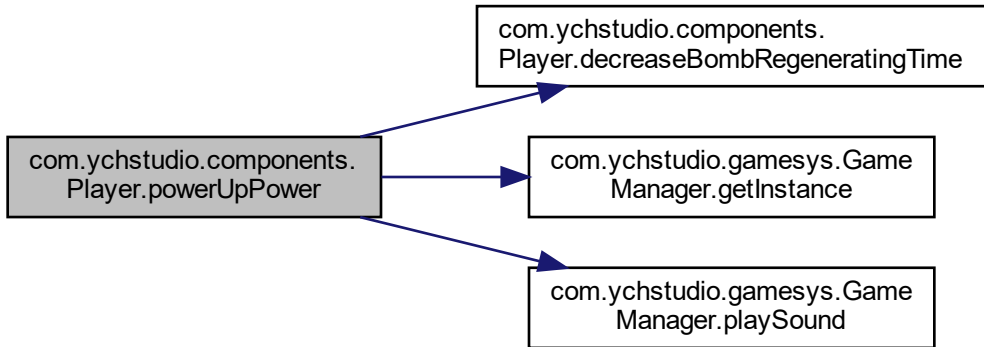 com.ychstudio.components.
Player.powerUpPower
com.ychstudio.components.
Player.decreaseBombRegeneratingTime
com.ychstudio.gamesys.Game
Manager.getInstance
com.ychstudio.gamesys.Game
Manager.playSound